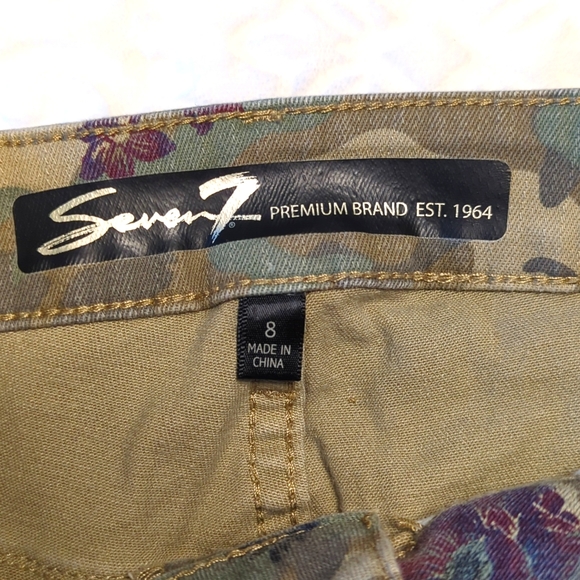 Seven7® PREMIUM BRAND EST. 1964
8
MADE IN
CHINA